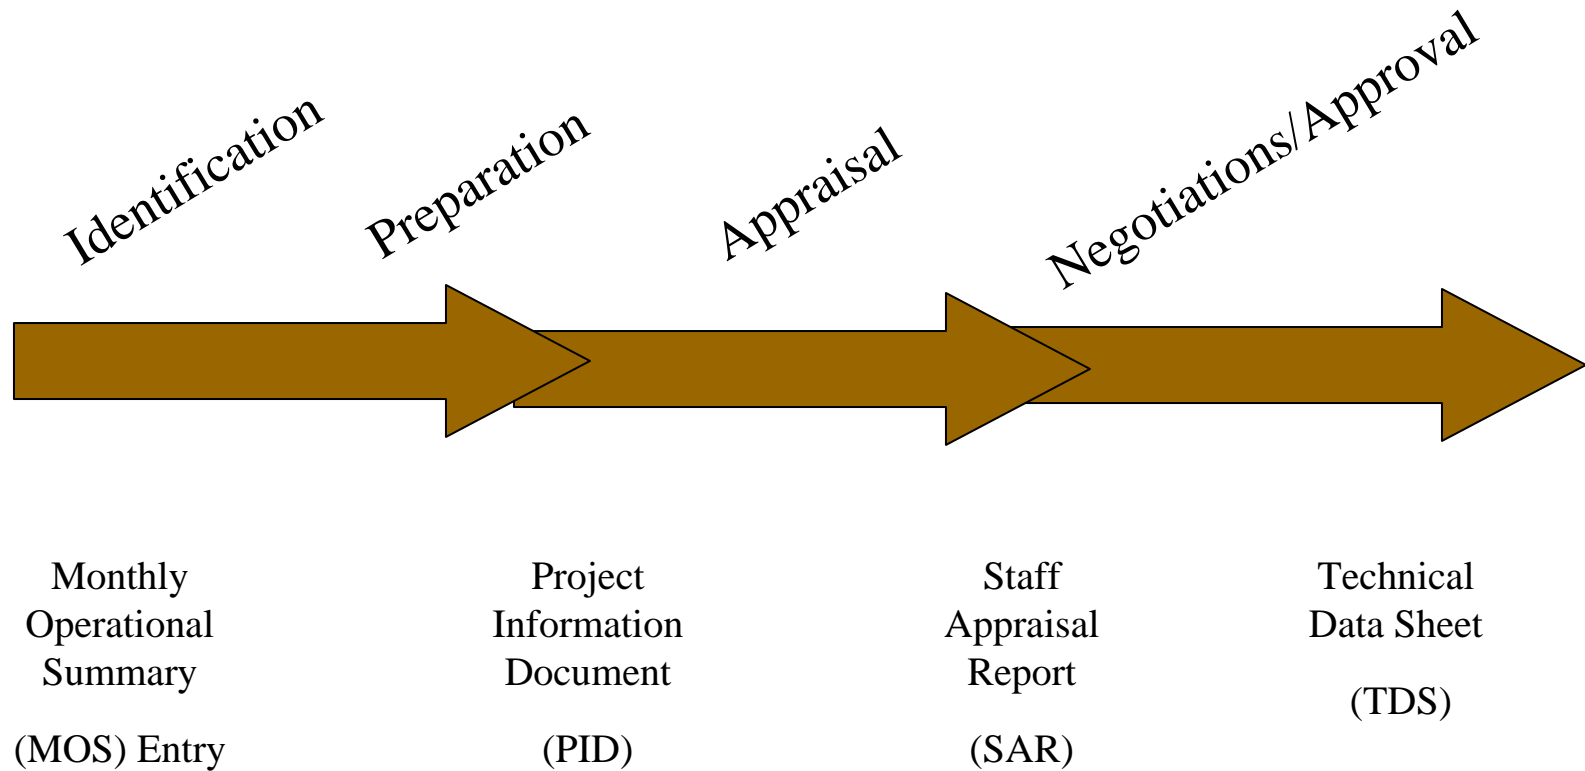 Identification
Preparation
Appraisal
Negotiations/Approval
Monthly
Operational
Summary
(MOS) Entry
Project
Information
Document
(PID)
Staff
Appraisal
Report
(SAR)
Technical
Data Sheet
(TDS)